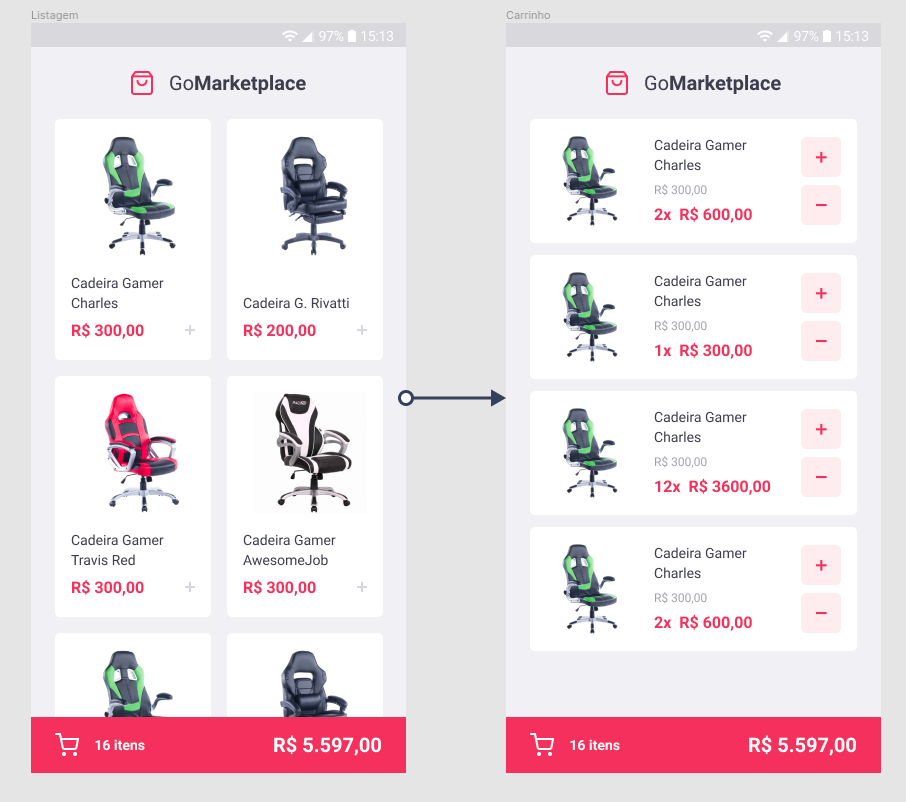 Listagem
97% 15:13
GoMarketplace
Cadeira Gamer
Charles
R$ 300,00 +
Cadeira G. Rivatti
R$ 200,00 +
Cadeira Gamer
Travis Red
R$ 300,00 +
Cadeira Gamer
AwesomeJob
R$ 300,00 +
16 itens R$ 5.597,00
Carrinho
97% 15:13
GoMarketplace
Cadeira Gamer
Charles
R$ 300,00
2x R$ 600,00
+
−
Cadeira Gamer
Charles
R$ 300,00
1x R$ 300,00
+
−
Cadeira Gamer
Charles
R$ 300,00
12x R$ 3600,00
+
−
Cadeira Gamer
Charles
R$ 300,00
2x R$ 600,00
+
−
16 itens R$ 5.597,00